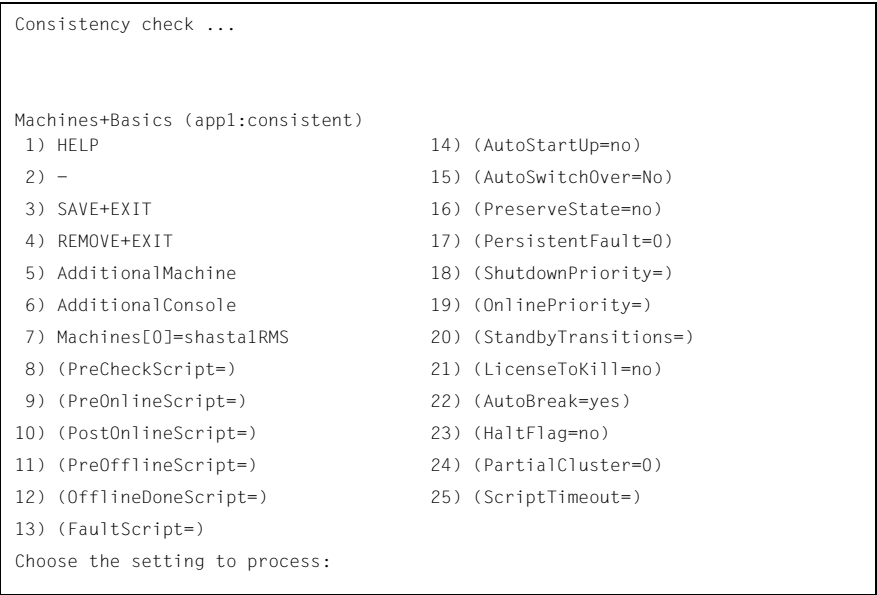 Consistency check ...
Machines+Basics (app1:consistent)
1) HELP 14) (AutoStartUp=no)
2) - 15) (AutoSwitchOver=No)
3) SAVE+EXIT 16) (PreserveState=no)
4) REMOVE+EXIT 17) (PersistentFault=0)
5) AdditionalMachine 18) (ShutdownPriority=)
6) AdditionalConsole 19) (OnlinePriority=)
7) Machines[0]=shasta1RMS 20) (StandbyTransitions=)
8) (PreCheckScript=) 21) (LicenseToKill=no)
9) (PreOnlineScript=) 22) (AutoBreak=yes)
10) (PostOnlineScript=) 23) (HaltFlag=no)
11) (PreOfflineScript=) 24) (PartialCluster=0)
12) (OfflineDoneScript=) 25) (ScriptTimeout=)
13) (FaultScript=)
Choose the setting to process: